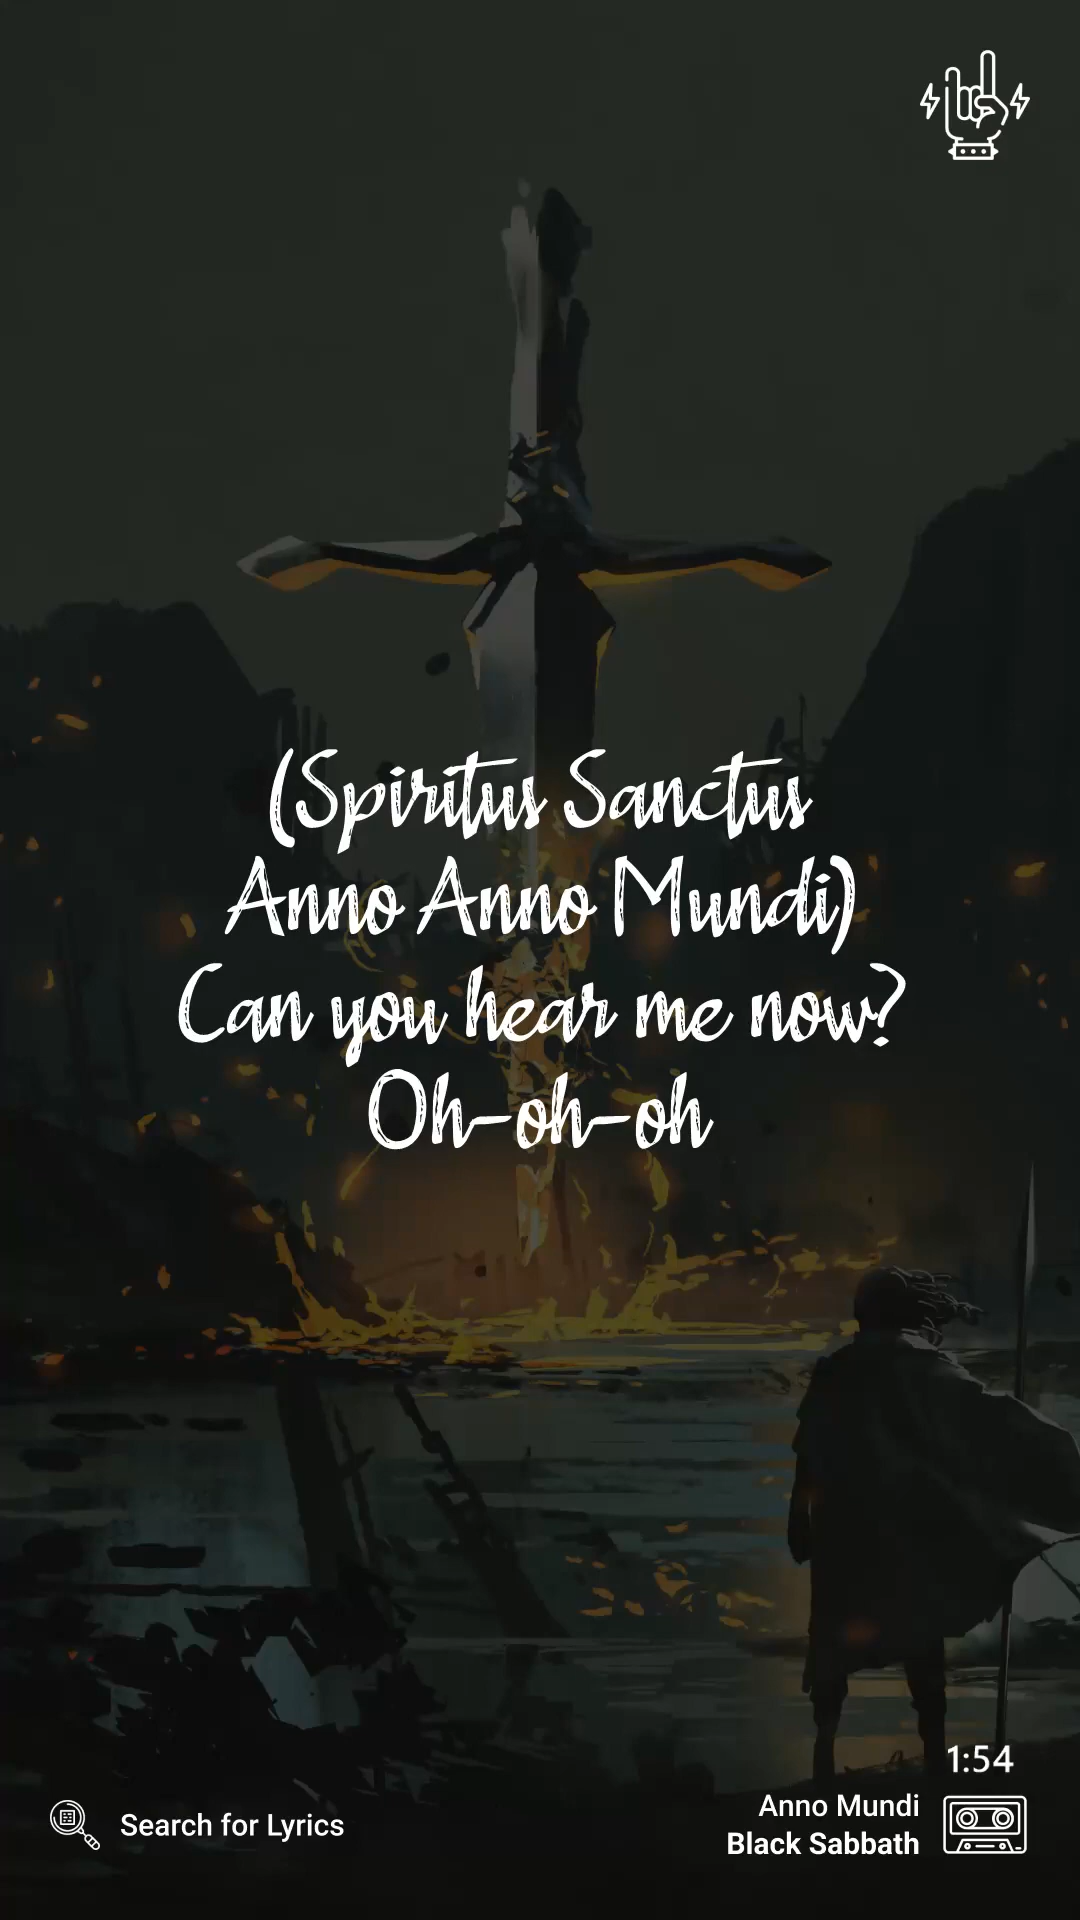 (Spiritus Sanctus
Anno Anno Mundi)
Can you hear me now?
Oh-oh-oh
1:54
Search for Lyrics
Anno Mundi
Black Sabbath